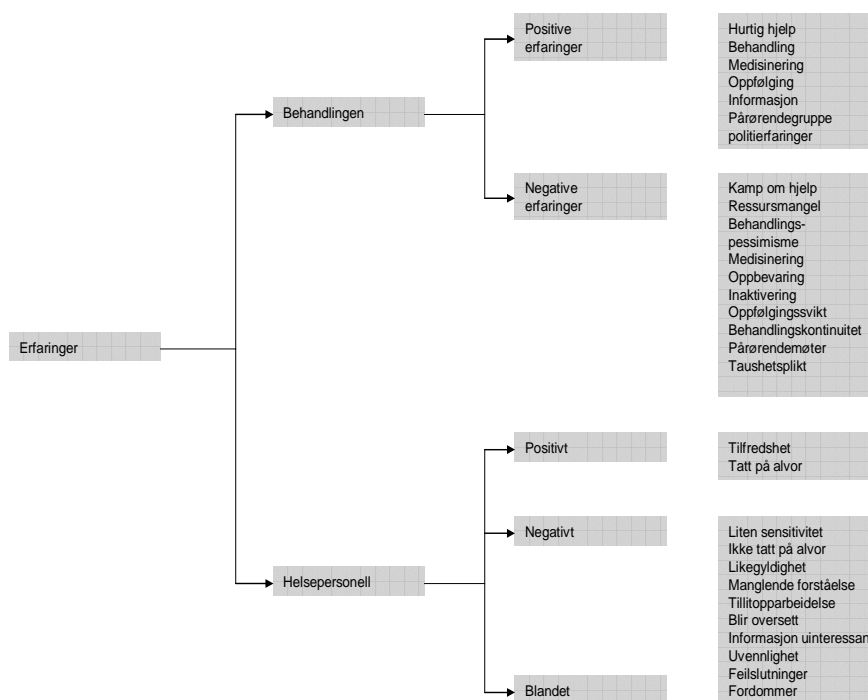 Erfaringer
Behandlingen
Positive
erfaringer
Hurtig hjelp
Behandling
Medisinering
Oppfølging
Informasjon
Pårørendegruppe
politierfaringer
Negative
erfaringer
Kamp om hjelp
Ressursmangel
Behandlings-
pessimisme
Medisinering
Oppbevaring
Inaktivering
Oppfølgingssvikt
Behandlingskontinuitet
Pårørendemøter
Taushetsplikt
Helsepersonell
Positivt
Tilfredshet
Tatt på alvor
Negativt
Liten sensitivitet
Ikke tatt på alvor
Likegyldighet
Manglende forståelse
Tillitopparbeidelse
Blir oversett
Informasjon uinteressan
Uvennlighet
Feilslutninger
Fordommer
Blandet